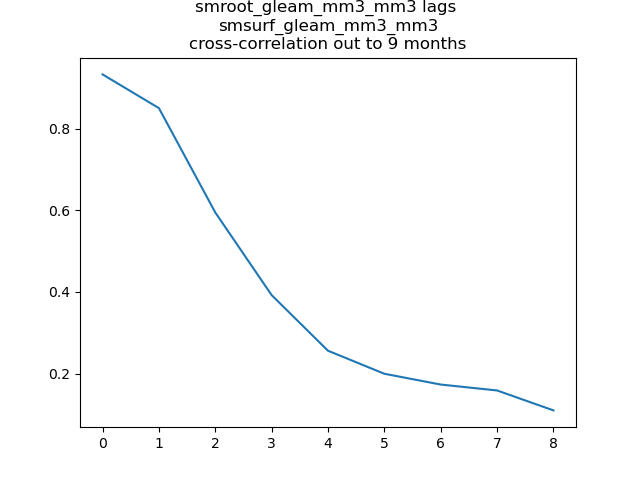 smroot_gleam_mm3_mm3 lags
smsurf_gleam_mm3_mm3
cross-correlation out to 9 months
0.8
0.6
0.4
0.2
0 1 2 3 4 5 6 7 8